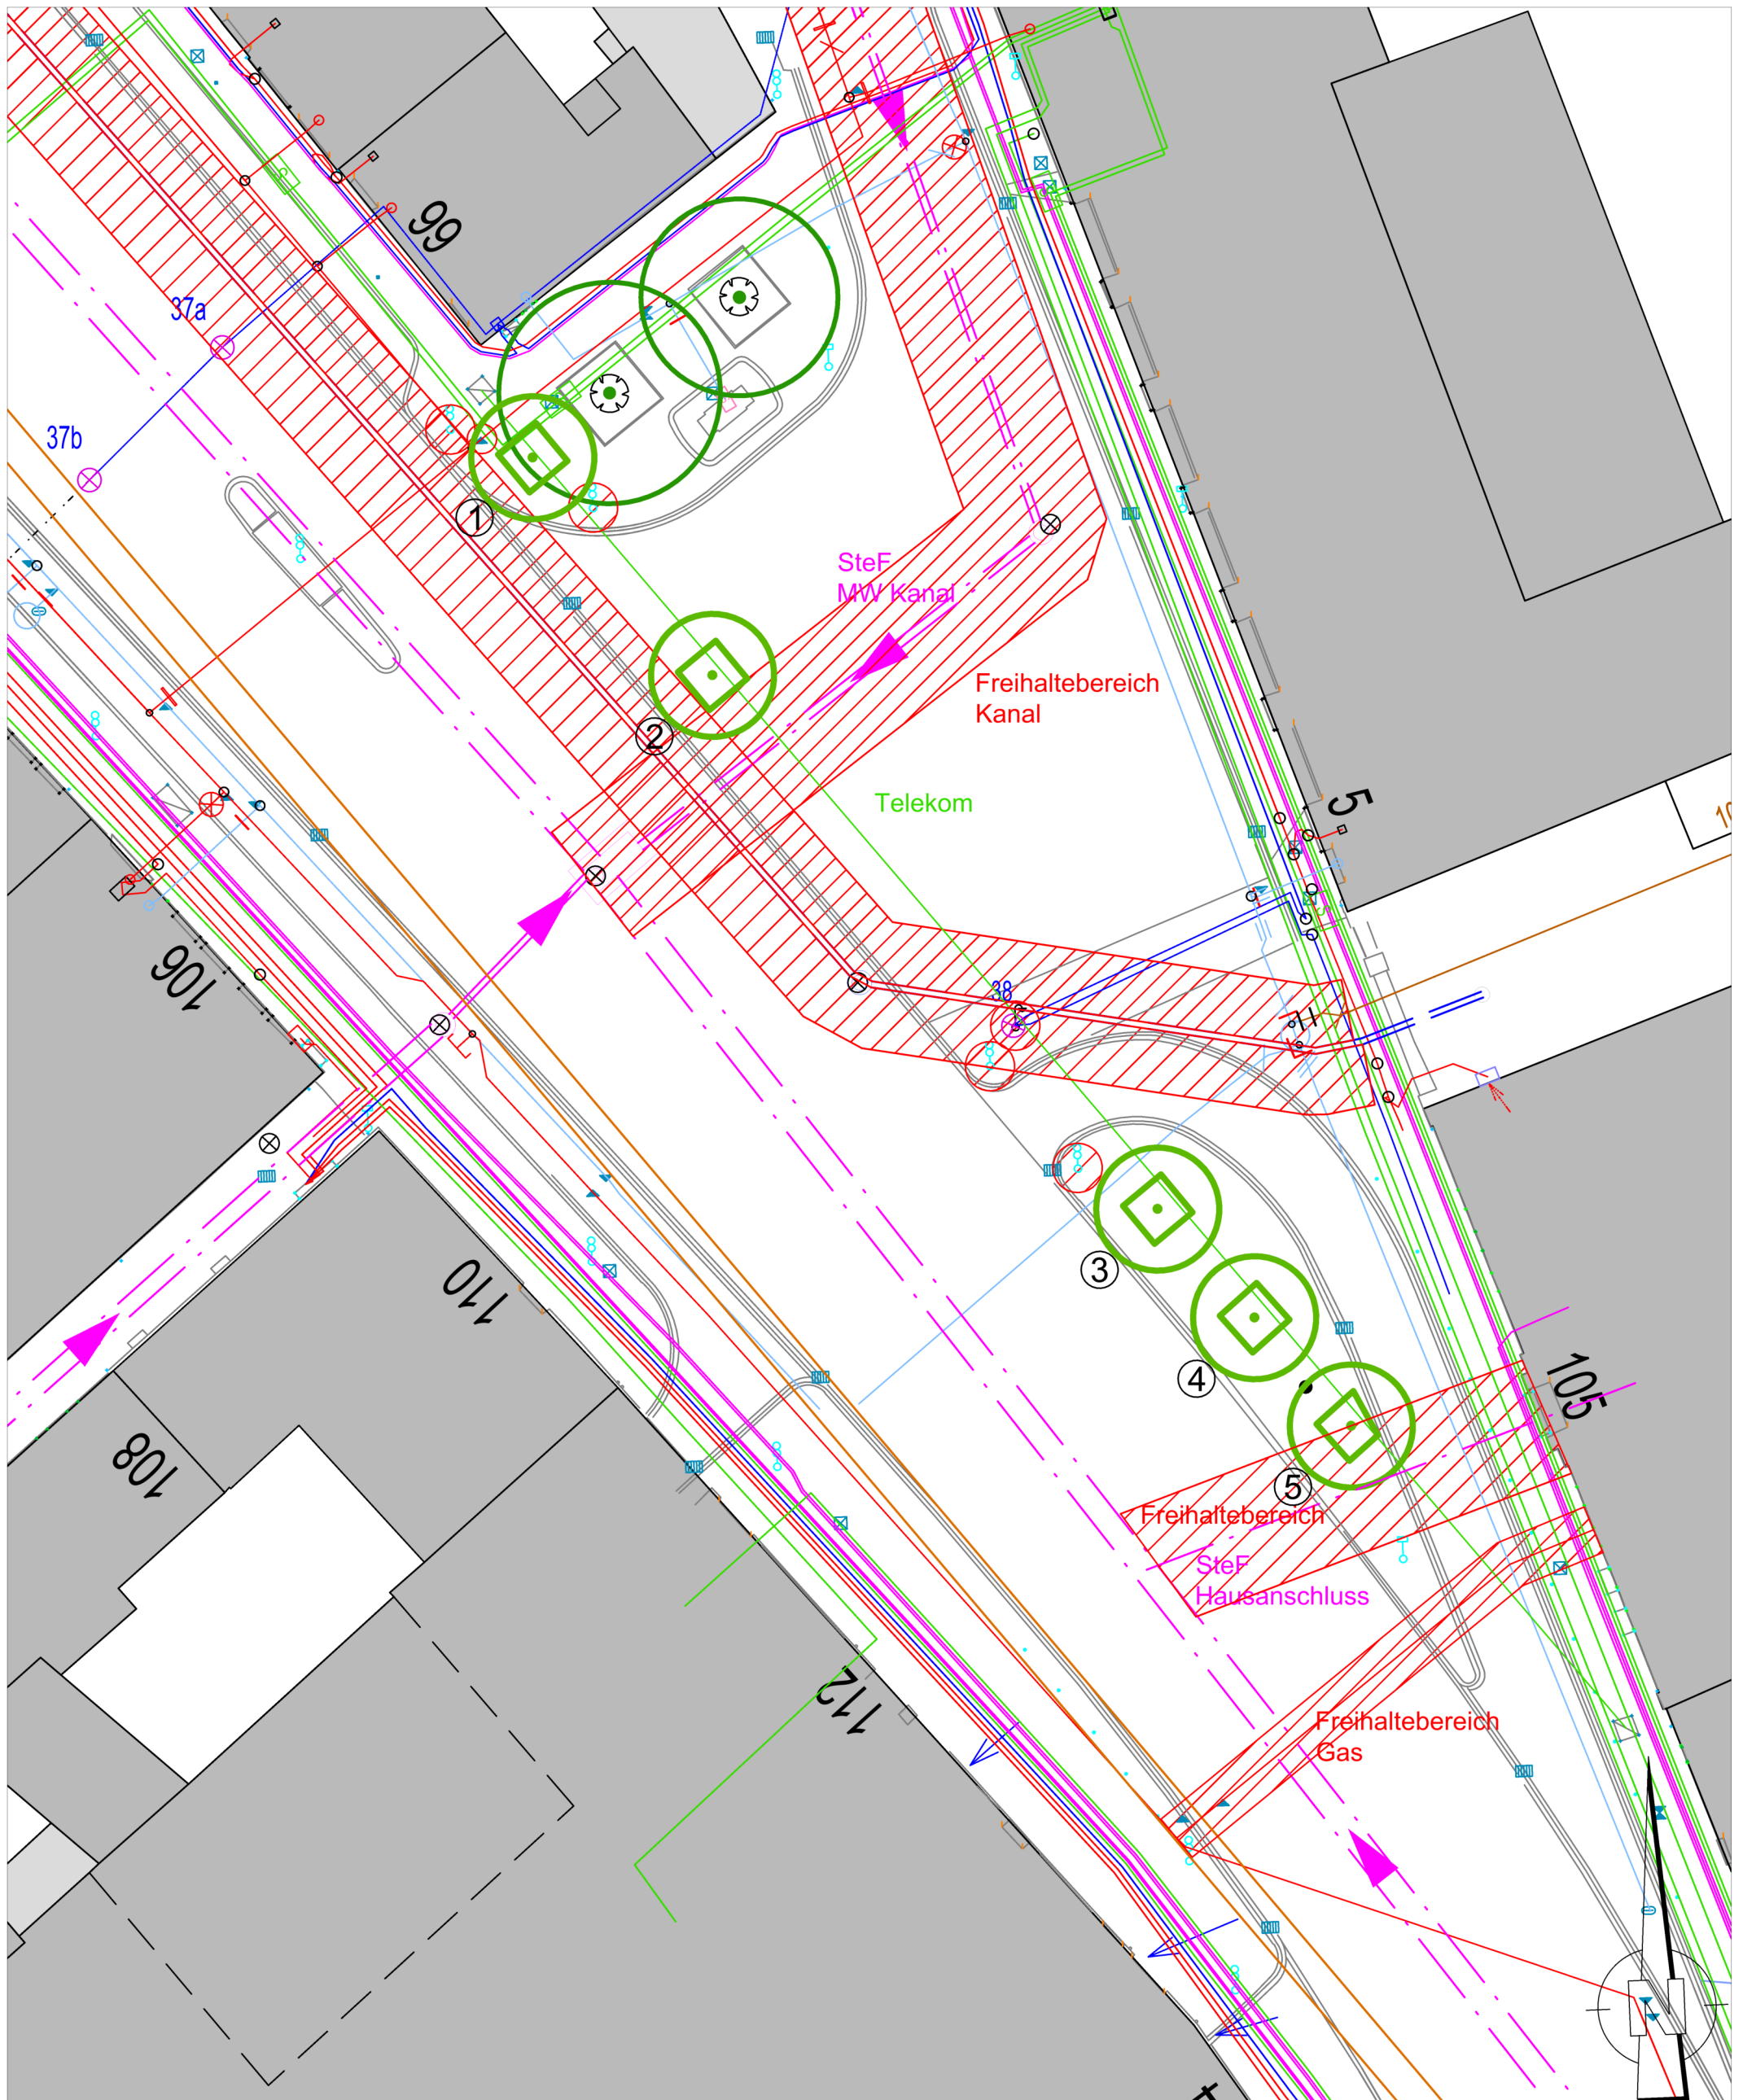 99
37a
37b
1
SteF
MW Kanal
Freihaltebereich
Kanal
2
Telekom
5
106
38
3
110
4
105
108
5
Freihaltebereich
SteF
Hausanschluss
112
Freihaltebereich
Gas